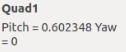 Quad1
Pitch = 0.602348 Yaw
= 0